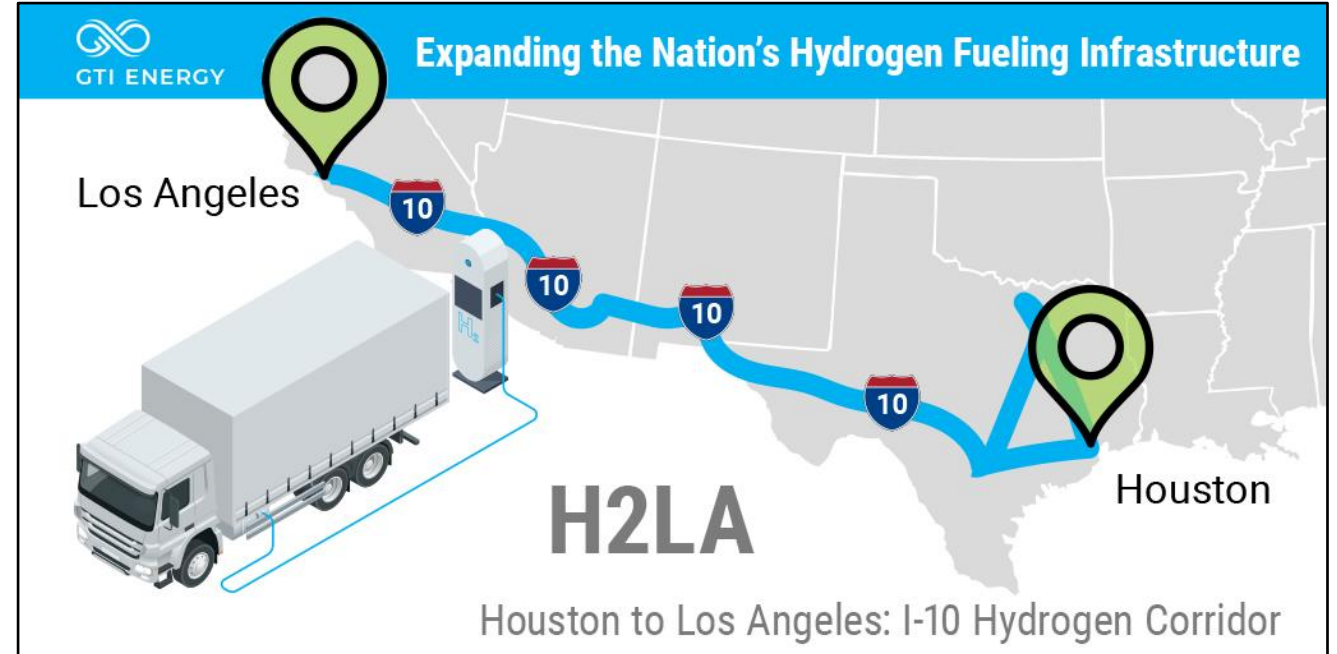 GTI ENERGY
Expanding the Nation's Hydrogen Fueling Infrastructure
Los Angeles
10
10
10
10
H₂
Houston
H2LA
Houston to Los Angeles: I-10 Hydrogen Corridor